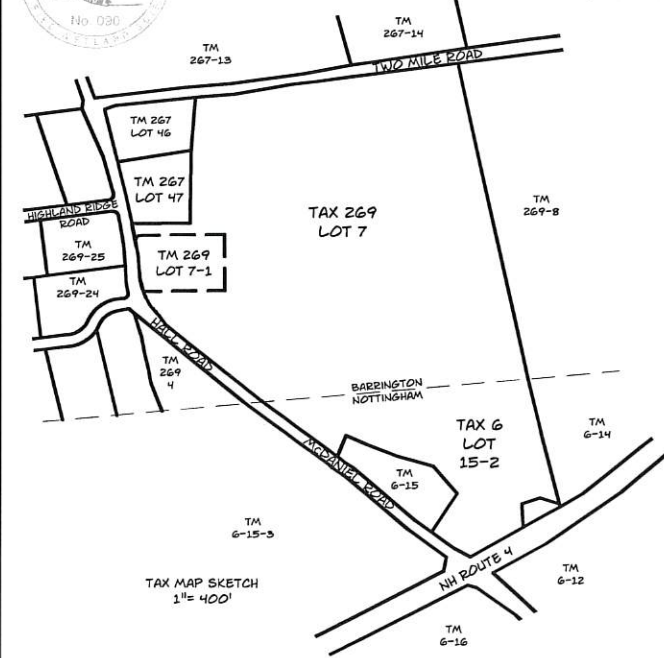 No. 090
TM
267-13
TM
267-14
TWO MILE ROAD
TM 267
LOT 46
TM 267
LOT 47
HIGHLAND RIDGE
ROAD
TM
269-25
TM
269-24
TM 269
LOT 7-1
TAX 269
LOT 7
TM
269-8
HALL ROAD
TM
269
4
BARRINGTON
NOTTINGHAM
TAX 6
LOT
15-2
TM
6-14
McDANIEL ROAD
TM
6-15
TM
6-15-3
TAX MAP SKETCH
1"= 400'
NH ROUTE 4
TM
6-12
TM
6-16